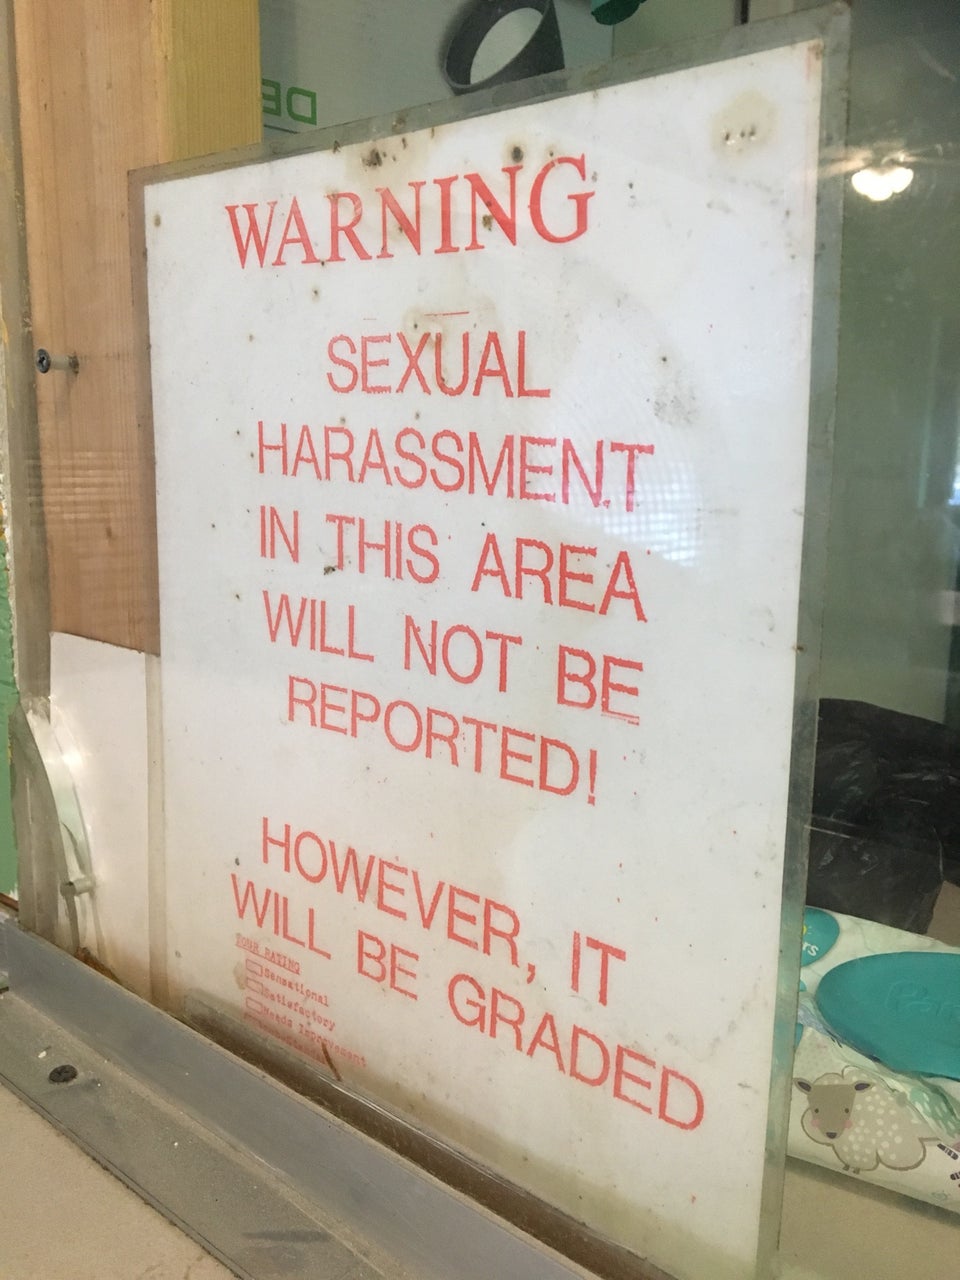 WARNING
SEXUAL
HARASSMENT
IN THIS AREA
WILL NOT BE
REPORTED!
HOWEVER, IT
WILL BE GRADED
YOUR RATING
Sensational
Satisfactory
Needs Improvement